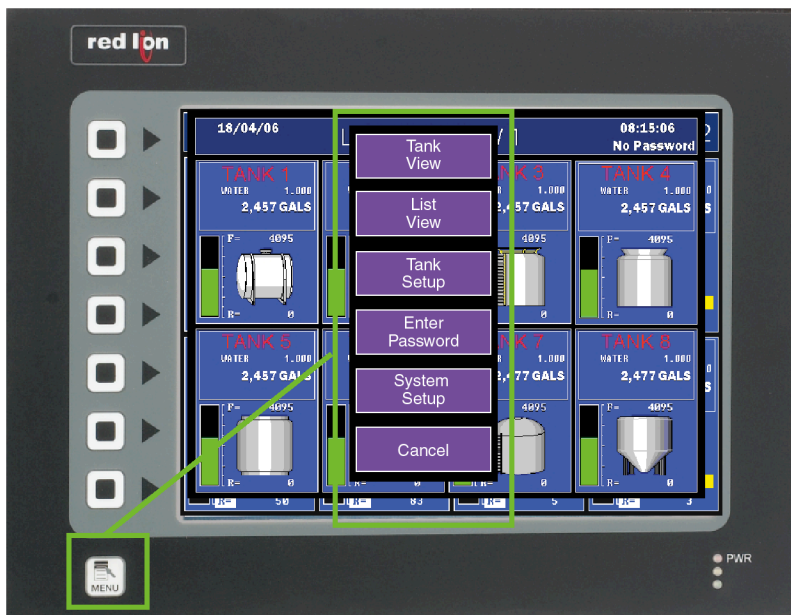 red lion
18/04/06
08:15:06
No Password
Tank
View
List
View
Tank
Setup
Enter
Password
System
Setup
Cancel
TANK 1
WATER 1.000
2,457 GALS
F= 4095
R= 0
K 3
1.000
2,457 GALS
4095
0
TANK 4
WATER 1.000
2,457 GALS
F= 4095
R= 0
TANK 5
WATER 1.000
2,457 GALS
F= 4095
R= 0
K 7
1.000
2,477 GALS
4095
R= 0
TANK 8
WATER 1.000
2,477 GALS
F= 4095
R= 0
R= 50
R= 83
R= 5
R= 3
MENU
PWR